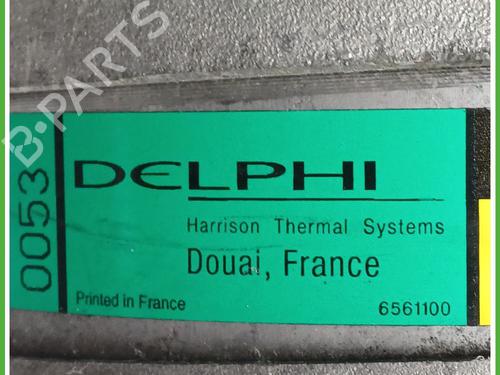 0053
DELPHI
Harrison Thermal Systems
Douai, France
Printed in France
6561100
B-PARTS